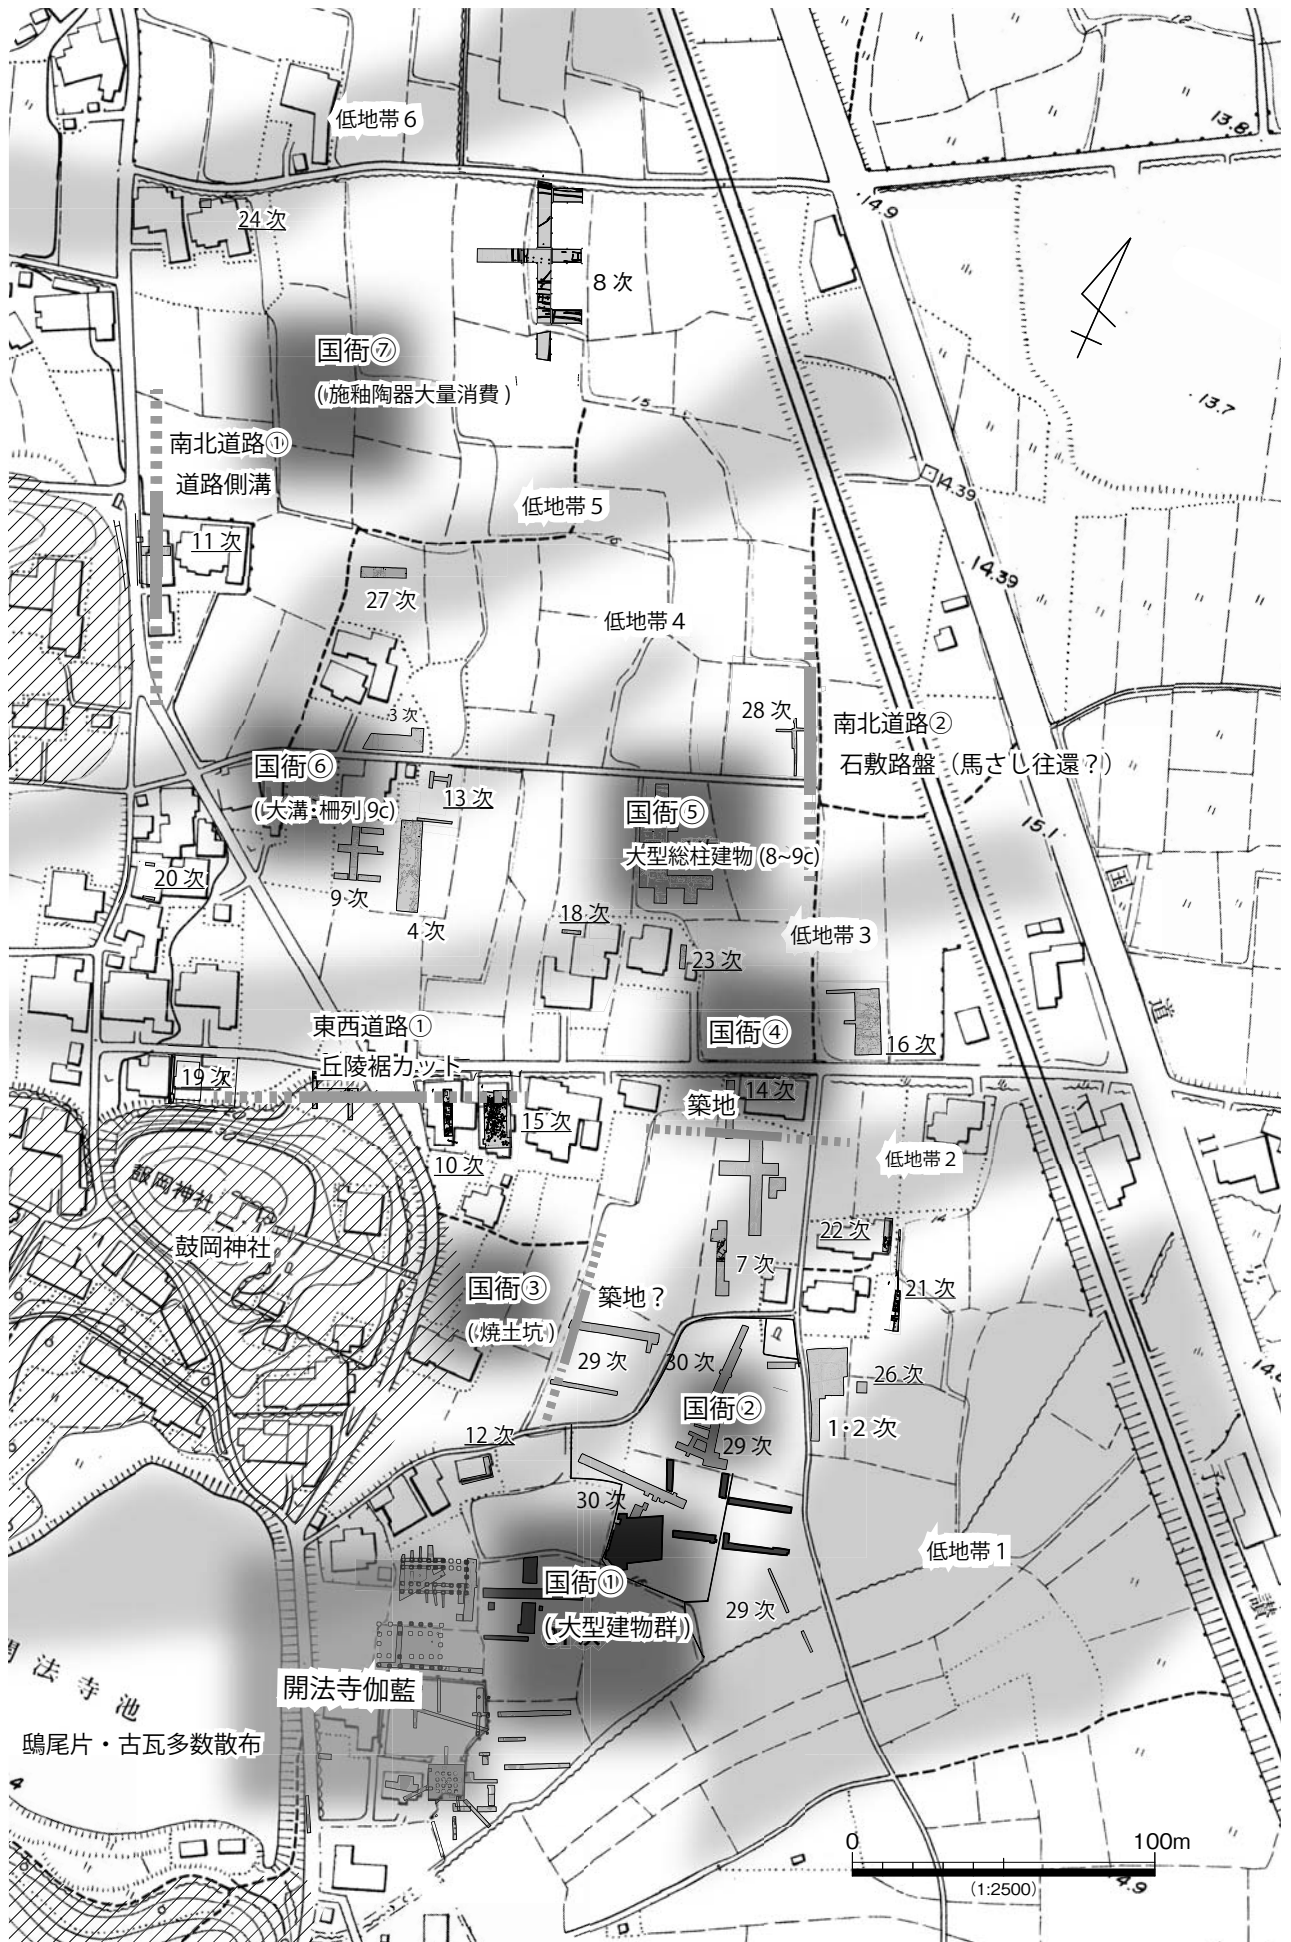 13.8
低地帯６
24 次
14.9
８次
国衙⑦
( 施釉陶器大量消費 )
15
13.7
南北道路①
道路側溝
低地帯５
14.39
11 次
16
14.39
27 次
低地帯４
３次
28 次
南北道路②
石敷路盤（馬さし往還？）
国衙⑥
(大溝・柵列 9c)
13 次
国衙⑤
大型総柱建物 (8~9c)
15.1
国
20 次
９次
４次
18 次
低地帯３
23 次
道
東西道路①
国衙④
16 次
丘陵裾カット
19 次
14 次
築地
15 次
10 次
低地帯２
11
30
鼓岡神社
鼓岡神社
22 次
14
７次
21 次
国衙③
( 焼土坑 )
築地？
29 次
30 次
26 次
国衙②
12 次
29 次
1・2 次
30 次
低地帯１
国衙①
( 大型建物群 )
29 次
讃
開法寺池
開法寺伽藍
鴟尾片・古瓦多数散布
4
0
100m
(1:2500)
14.9